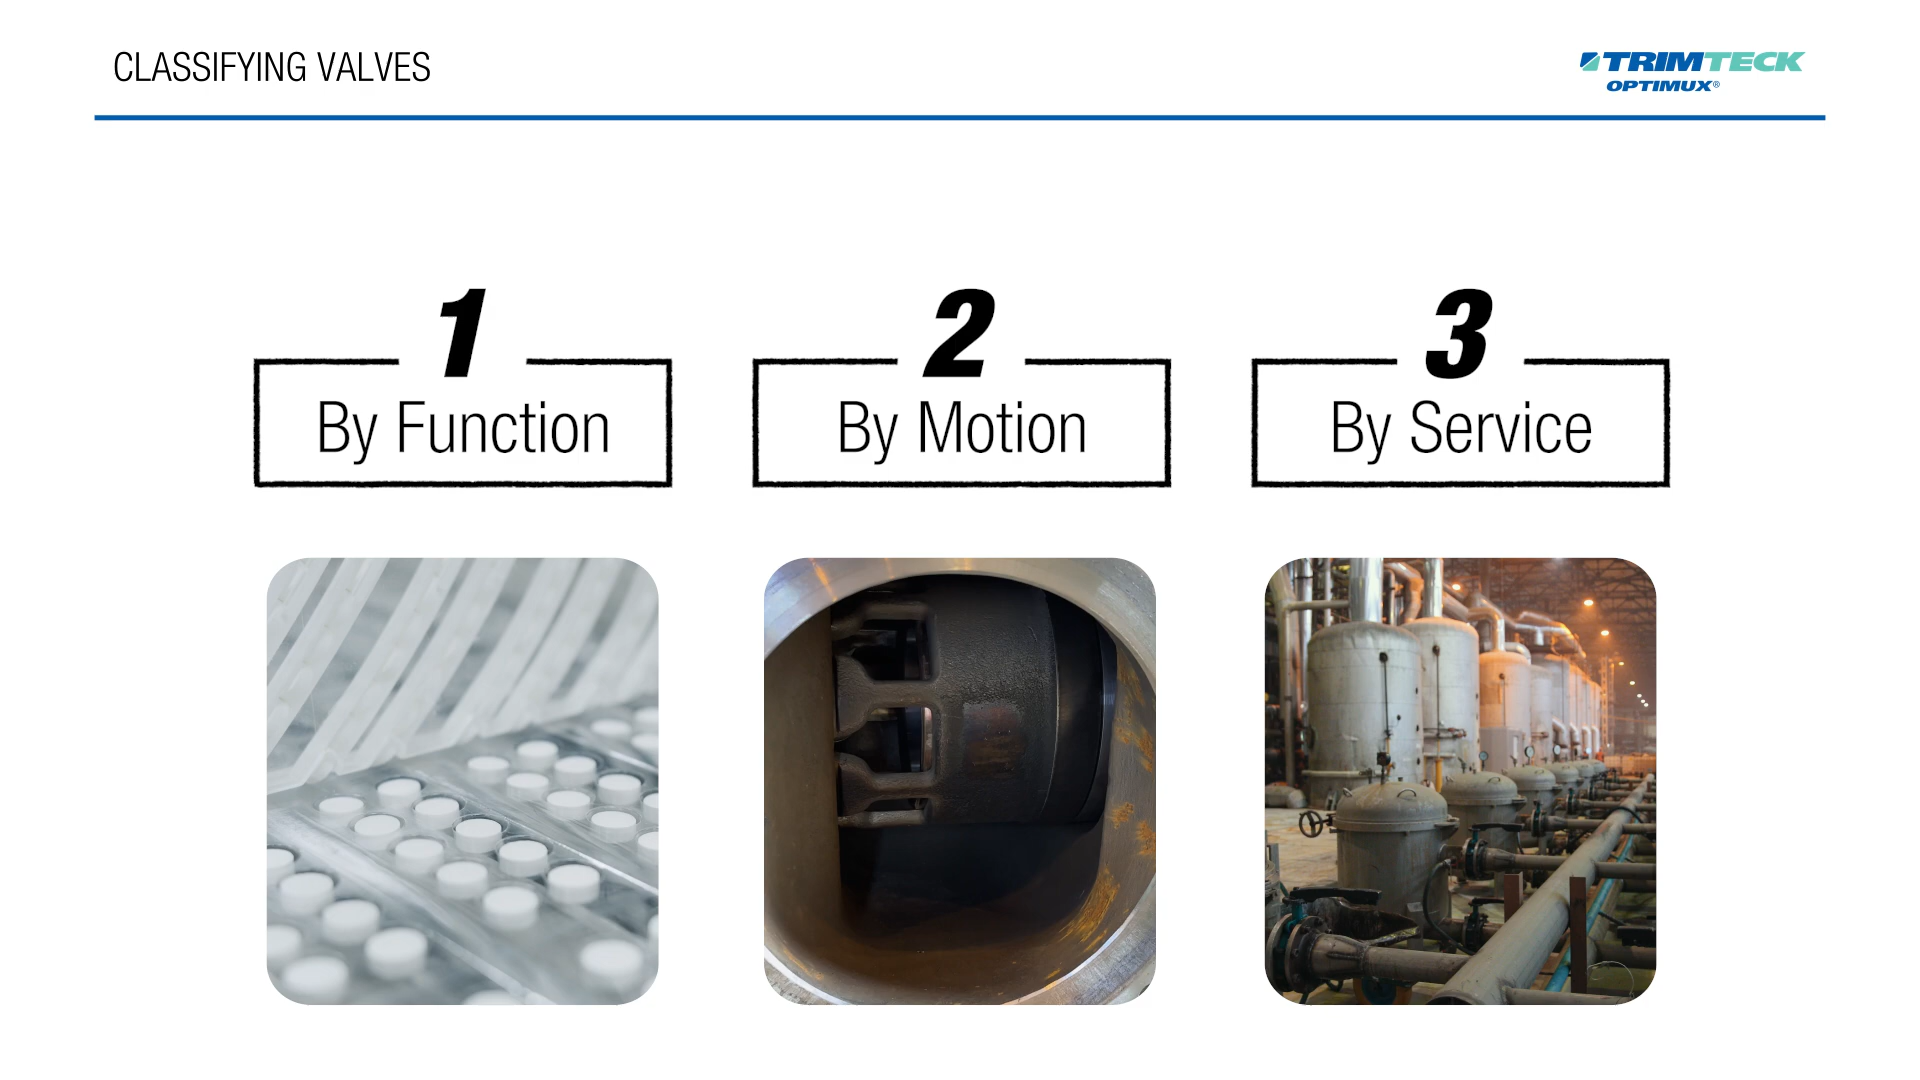 CLASSIFYING VALVES
TRIMTECK
OPTIMUX®
1
By Function
2
By Motion
3
By Service